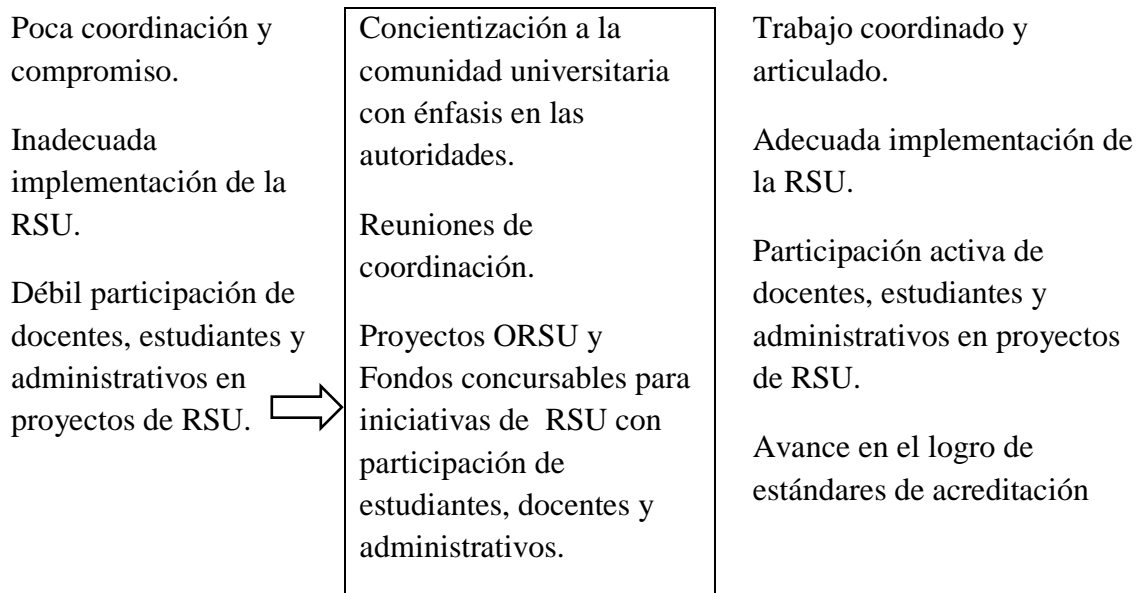 Poca coordinación y
compromiso.
Inadecuada
implementación de la
RSU.
Débil participación de
docentes, estudiantes y
administrativos en
proyectos de RSU.
Concientización a la
comunidad universitaria
con énfasis en las
autoridades.
Reuniones de
coordinación.
Proyectos ORSU y
Fondos concursables para
iniciativas de  RSU con
participación de
estudiantes, docentes y
administrativos.
Trabajo coordinado y
articulado.
Adecuada implementación de
la RSU.
Participación activa de
docentes, estudiantes y
administrativos en proyectos
de RSU.
Avance en el logro de
estándares de acreditación